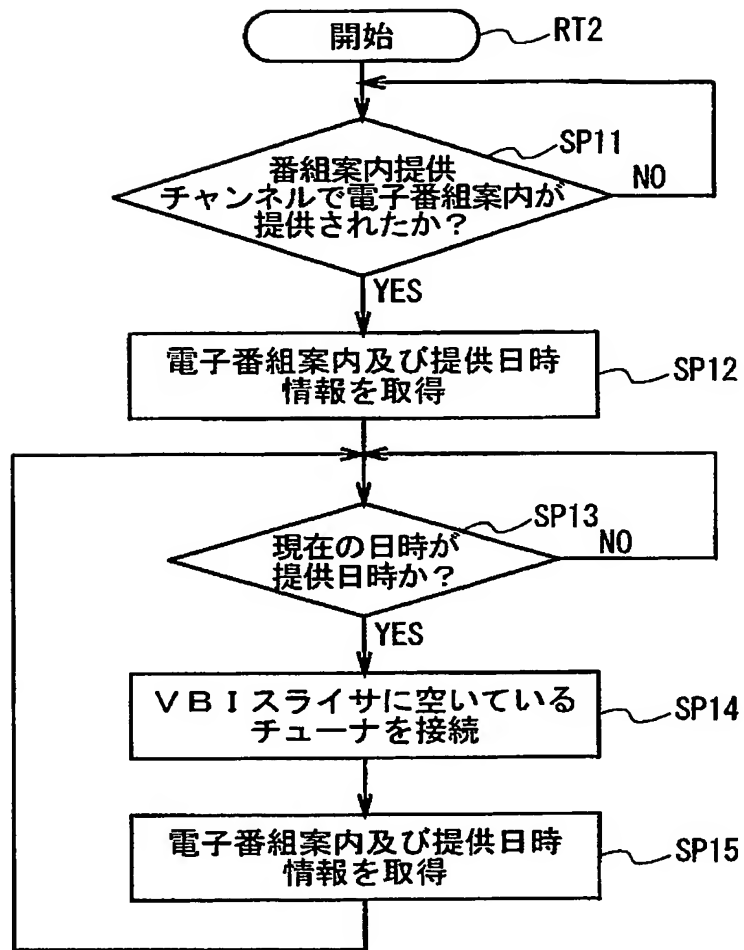 開始
RT2
番組案内提供
チャンネルで電子番組案内が
提供されたか?
SP11
NO
YES
電子番組案内及び提供日時
情報を取得
SP12
現在の日時が
提供日時か?
SP13
NO
YES
VBIスライサに空いている
チューナを接続
SP14
電子番組案内及び提供日時
情報を取得
SP15